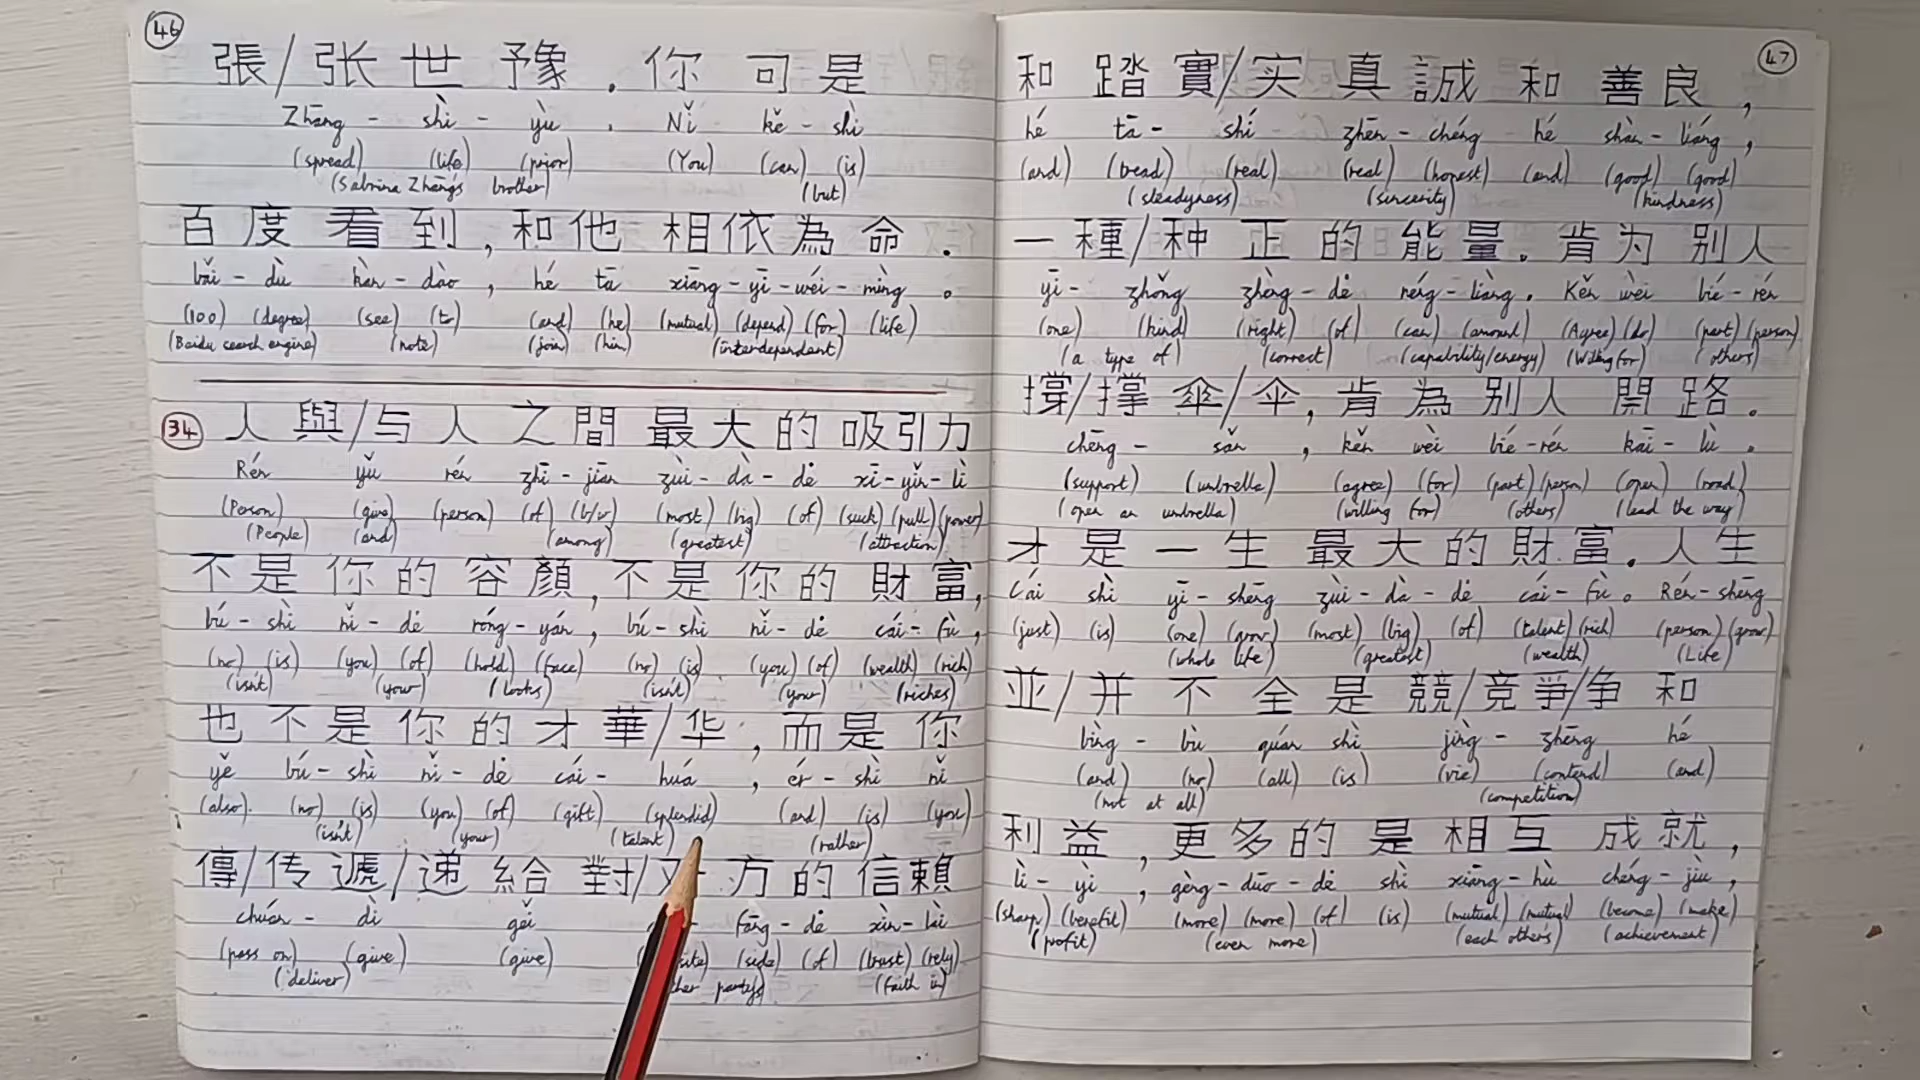 46
張/张世豫.你可是
Zhāng - shì - yù . Nǐ kě - shì
(spread) (life) (prior) (You) (can) (is)
(Sabrina Zhāng's brother) (but)
百度看到,和他相依為命.
bǎi - dù kàn - dào , hé tā xiāng - yī - wéi - mìng 。
(100) (degree) (see) (to) (and) (he) (mutual) (depend) (for) (life)
(Baidu search engine) (note) (join) (him) (interdependent)
34 人與/与人之間最大的吸引力
Rén yǔ rén zhī - jiān zùi - dà - dė xī - yǐn - lì
(Person) (give) (person) (of) (b/w) (most) (big) (of) (suck) (pull) (power)
(People) (and) (among) (greatest) (attraction)
不是你的容顏,不是你的財富,
bú - shì nǐ - dė róng - yán , bú - shì nǐ - dė cái - fù ,
(no) (is) (you) (of) (hold) (face) (no) (is) (you) (of) (wealth) (rich)
(isn't) (your) (looks) (isn't) (your) (riches)
也不是你的才華/华,而是你
yě bú - shì nǐ - dė cái - huá , ér - shì nǐ
(also) (no) (is) (you) (of) (gift) (splendid) (and) (is) (you)
(isn't) (your) (talent) (rather)
傳/传遞/递給對/方的信賴
chuán - dì gěi fāng - dė xìn - lài
(pass on) (give) (give) (side) (of) (trust) (rely)
(deliver) (faith in)
47
和踏實/实真誠和善良,
hé tā - shí zhēn - chéng hé shàn - liáng ,
(and) (tread) (real) (real) (honest) (and) (good) (good)
(steadyness) (sincerity) (kindness)
一種/种正的能量。肯为别人
yī - zhǒng zhèng - dė néng - liàng . Kěn wèi bié - rén
(one) (kind) (right) (of) (can) (amount) (Agree) (do) (part) (person)
(a type of) (correct) (capability/energy) (Willing for) (others)
撐/撑傘/伞,肯為别人開路。
chēng - sǎn , kěn wèi bié - rén kāi - lù 。
(support) (umbrella) (agree) (for) (part) (person) (open) (road)
(open an umbrella) (willing for) (others) (lead the way)
才是一生最大的財富.人生
Cái shì yī - shēng zùi - dà - dė cái - fù 。 Rén - shēng
(just) (is) (one) (grow) (most) (big) (of) (talent) (rich) (person) (grow)
(whole life) (greatest) (wealth) (Life)
並/并不全是競/竞爭/争和
bìng - bù quán shì jìng - zhēng hé
(and) (no) (all) (is) (vie) (contend) (and)
(not at all) (competition)
利益,更多的是相互成就,
lì - yì , gèng - duō - dė shì xiāng - hù chéng - jiù ,
(sharp) (benefit) (more) (more) (of) (is) (mutual) (mutual) (become) (make)
(profit) (even more) (each others) (achievement)